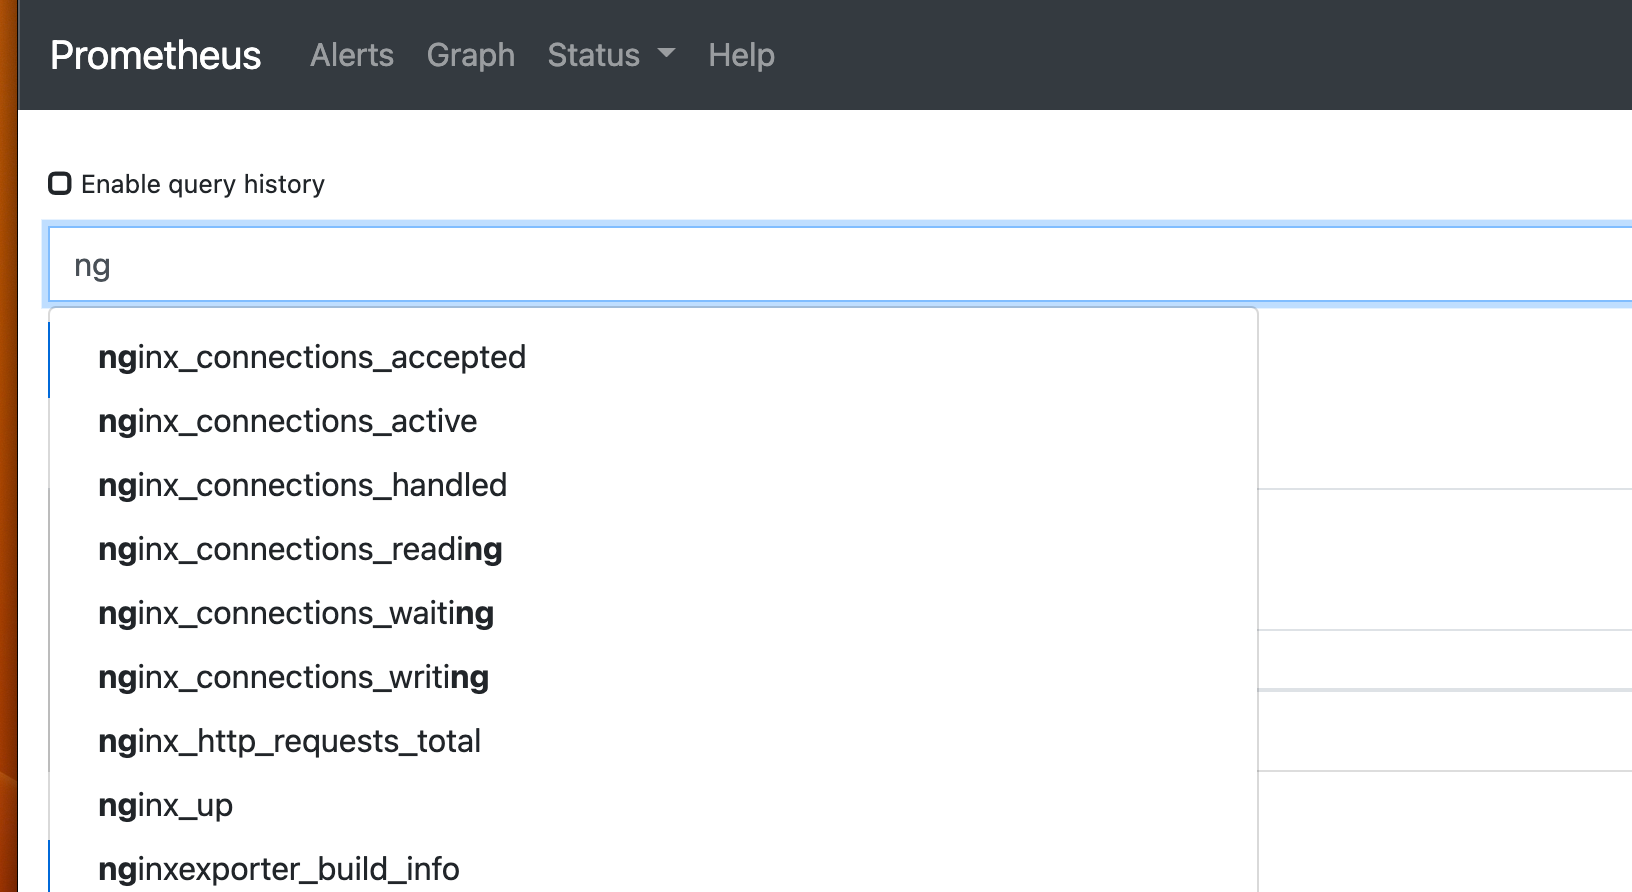 Prometheus Alerts Graph Status Help
Enable query history
ng
nginx_connections_accepted
nginx_connections_active
nginx_connections_handled
nginx_connections_reading
nginx_connections_waiting
nginx_connections_writing
nginx_http_requests_total
nginx_up
nginxexporter_build_info